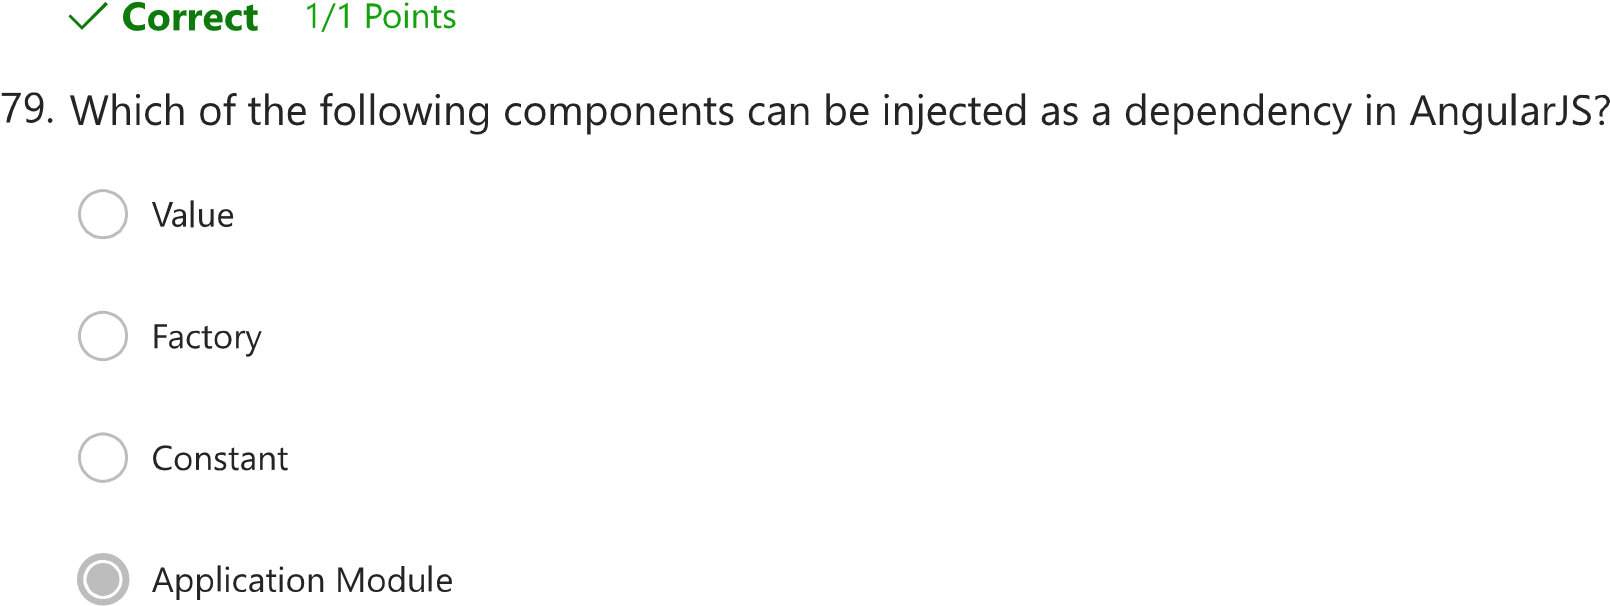 Correct 1/1 Points
79. Which of the following components can be injected as a dependency in AngularJS?
Value
Factory
Constant
Application Module